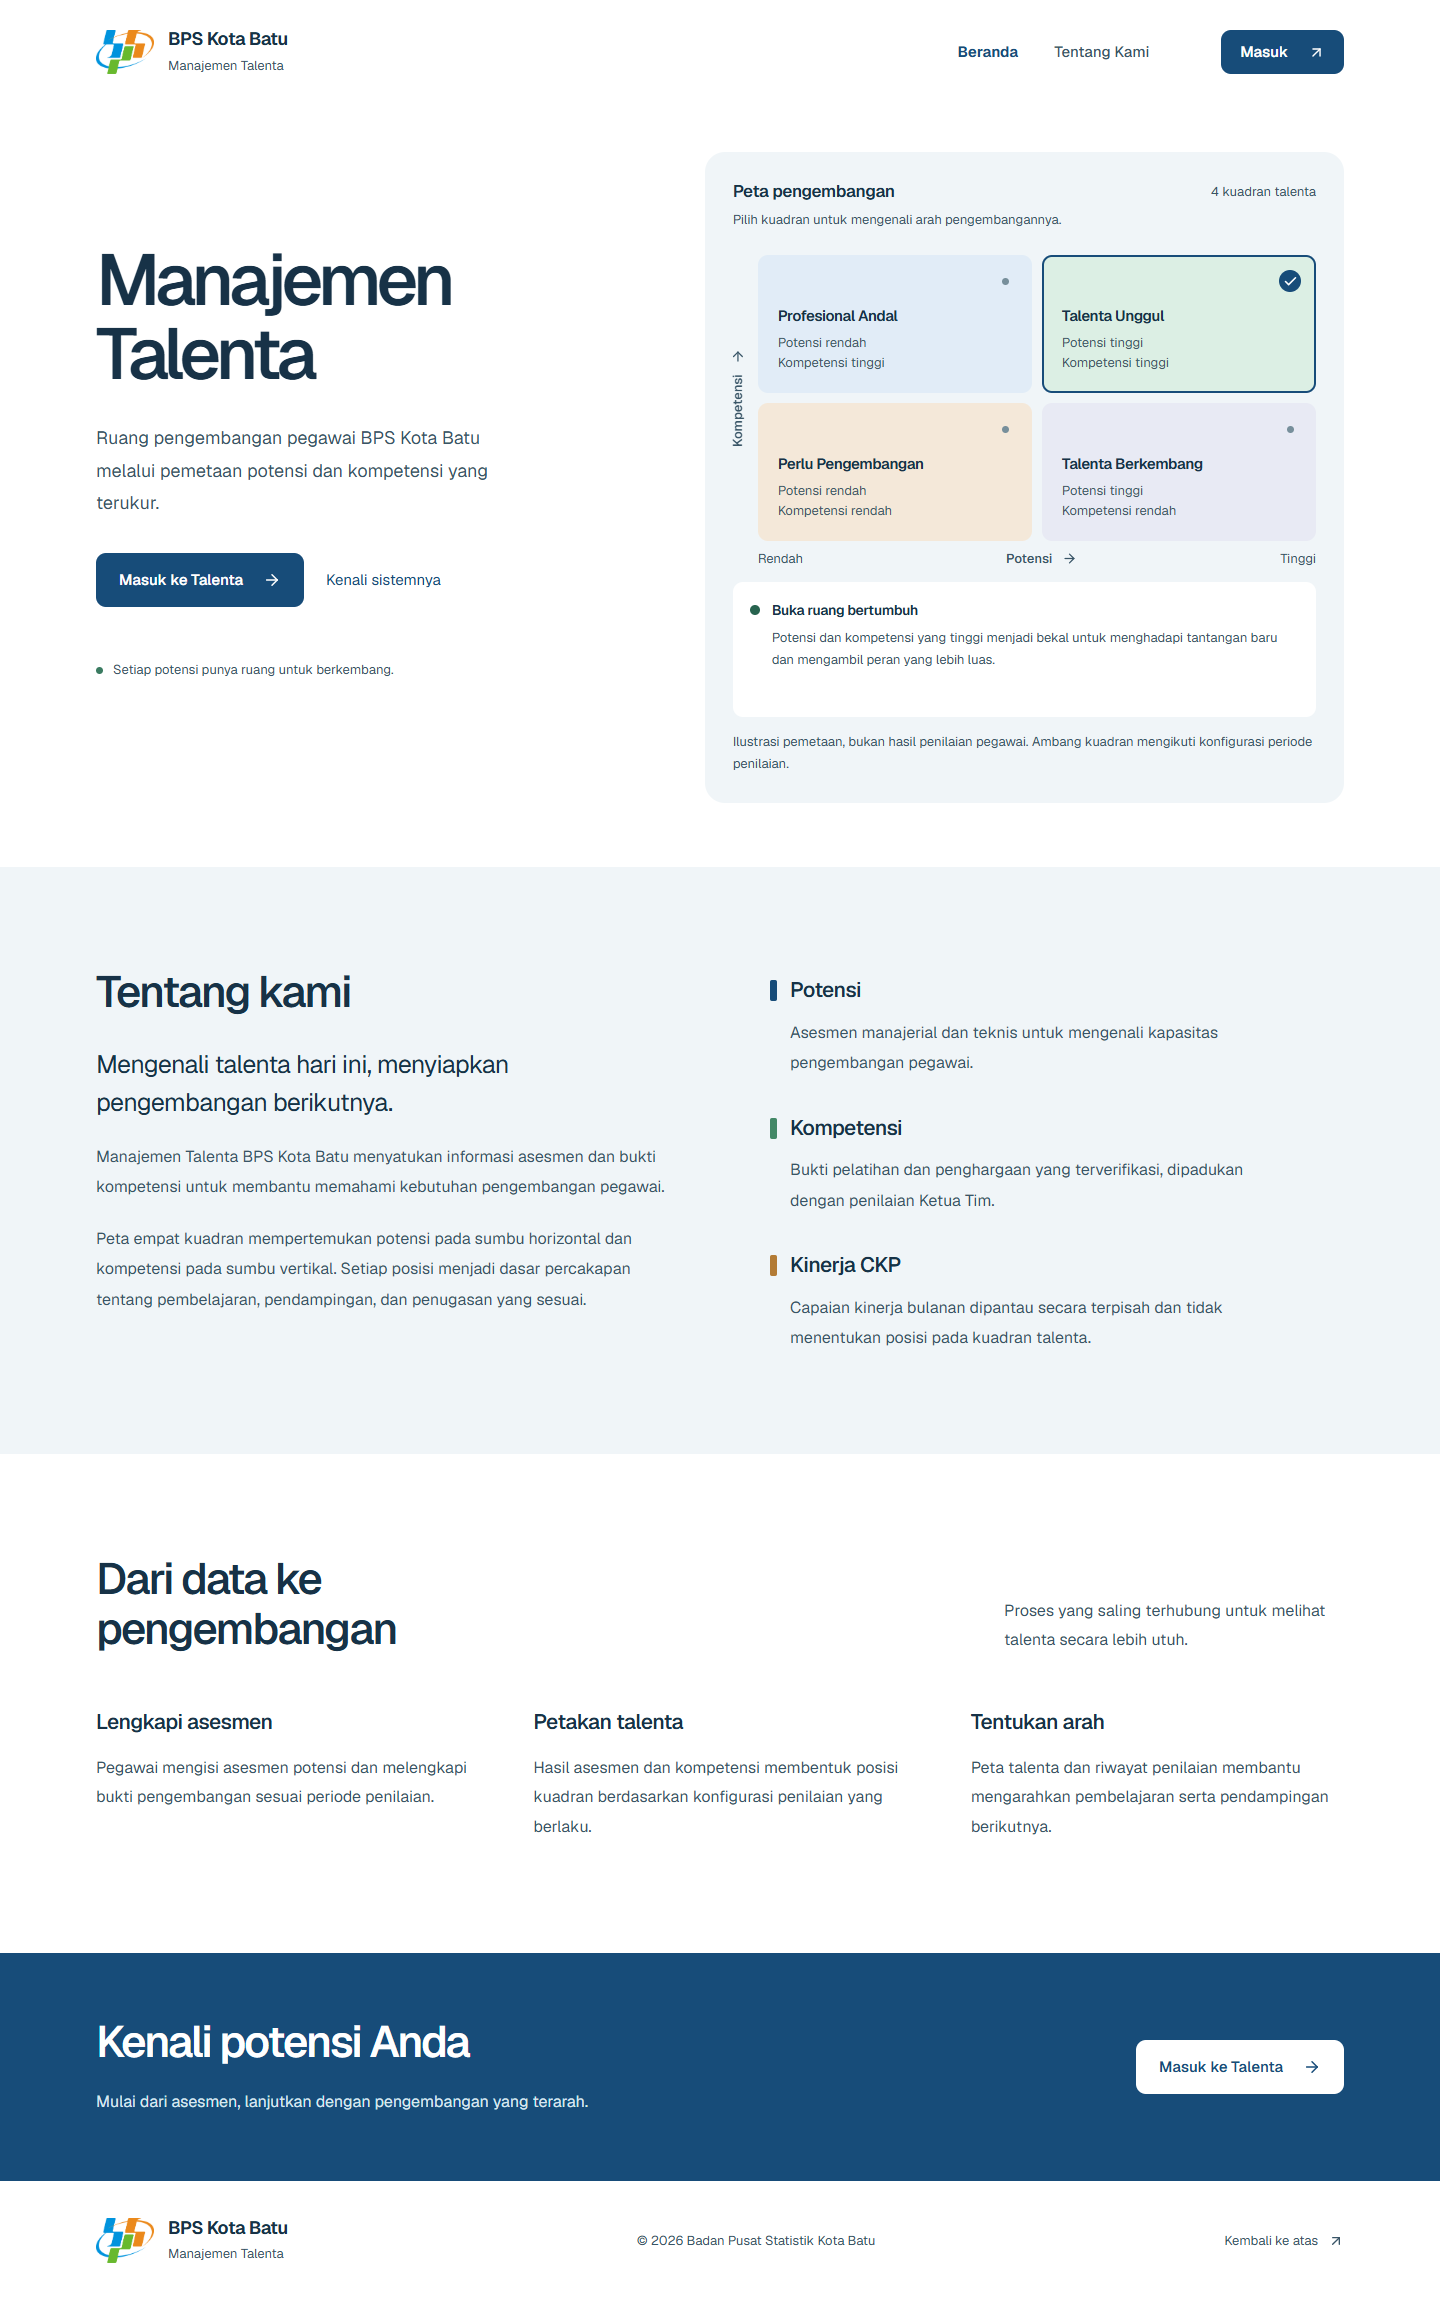 BPS Kota Batu
Manajemen Talenta
Beranda
Tentang Kami
Masuk
Manajemen
Talenta
Ruang pengembangan pegawai BPS Kota Batu
melalui pemetaan potensi dan kompetensi yang
terukur.
Masuk ke Talenta
Kenali sistemnya
Setiap potensi punya ruang untuk berkembang.
Peta pengembangan
4 kuadran talenta
Pilih kuadran untuk mengenali arah pengembangannya.
Kompetensi
Profesional Andal
Potensi rendah
Kompetensi tinggi
Talenta Unggul
Potensi tinggi
Kompetensi tinggi
Perlu Pengembangan
Potensi rendah
Kompetensi rendah
Talenta Berkembang
Potensi tinggi
Kompetensi rendah
Rendah
Potensi
Tinggi
Buka ruang bertumbuh
Potensi dan kompetensi yang tinggi menjadi bekal untuk menghadapi tantangan baru
dan mengambil peran yang lebih luas.
Ilustrasi pemetaan, bukan hasil penilaian pegawai. Ambang kuadran mengikuti konfigurasi periode
penilaian.
Tentang kami
Mengenali talenta hari ini, menyiapkan
pengembangan berikutnya.
Manajemen Talenta BPS Kota Batu menyatukan informasi asesmen dan bukti
kompetensi untuk membantu memahami kebutuhan pengembangan pegawai.
Peta empat kuadran mempertemukan potensi pada sumbu horizontal dan
kompetensi pada sumbu vertikal. Setiap posisi menjadi dasar percakapan
tentang pembelajaran, pendampingan, dan penugasan yang sesuai.
Potensi
Asesmen manajerial dan teknis untuk mengenali kapasitas
pengembangan pegawai.
Kompetensi
Bukti pelatihan dan penghargaan yang terverifikasi, dipadukan
dengan penilaian Ketua Tim.
Kinerja CKP
Capaian kinerja bulanan dipantau secara terpisah dan tidak
menentukan posisi pada kuadran talenta.
Dari data ke
pengembangan
Proses yang saling terhubung untuk melihat
talenta secara lebih utuh.
Lengkapi asesmen
Pegawai mengisi asesmen potensi dan melengkapi
bukti pengembangan sesuai periode penilaian.
Petakan talenta
Hasil asesmen dan kompetensi membentuk posisi
kuadran berdasarkan konfigurasi penilaian yang
berlaku.
Tentukan arah
Peta talenta dan riwayat penilaian membantu
mengarahkan pembelajaran serta pendampingan
berikutnya.
Kenali potensi Anda
Mulai dari asesmen, lanjutkan dengan pengembangan yang terarah.
Masuk ke Talenta
BPS Kota Batu
Manajemen Talenta
© 2026 Badan Pusat Statistik Kota Batu
Kembali ke atas